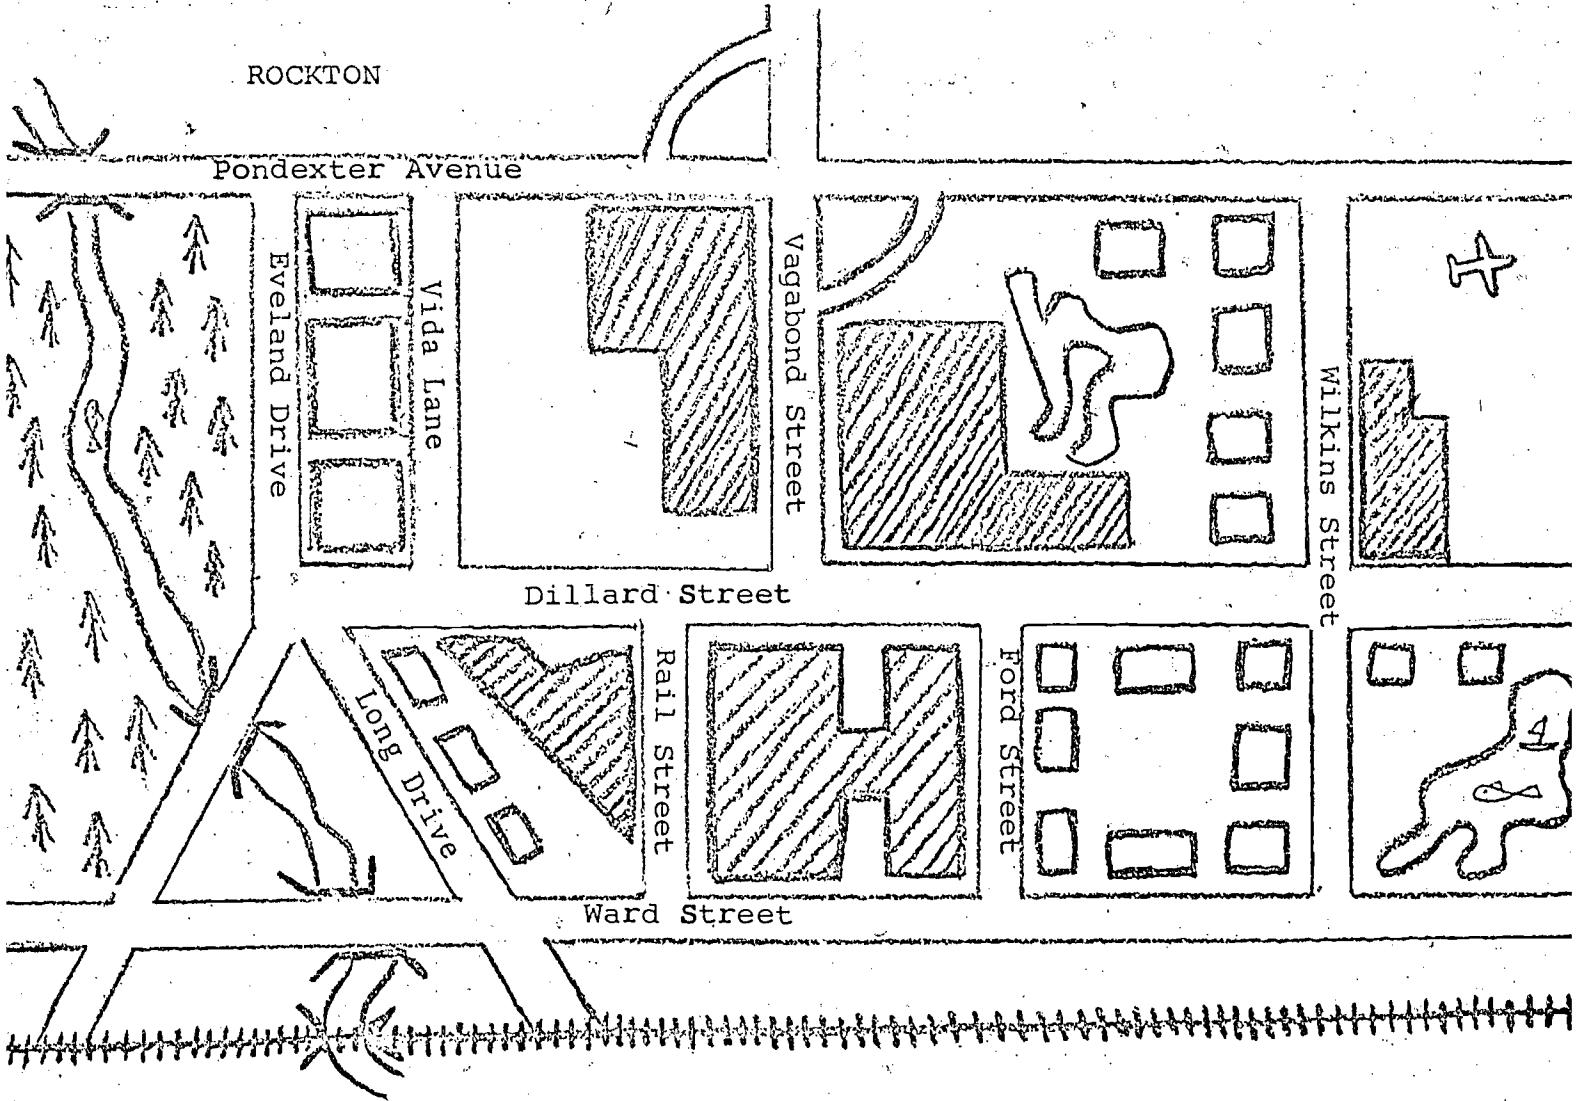 ROCKTON
Pondexter Avenue
Eveland Drive
Vida Lane
Vagabond Street
Wilkins Street
Dillard Street
Long Drive
Rail Street
Ford Street
Ward Street